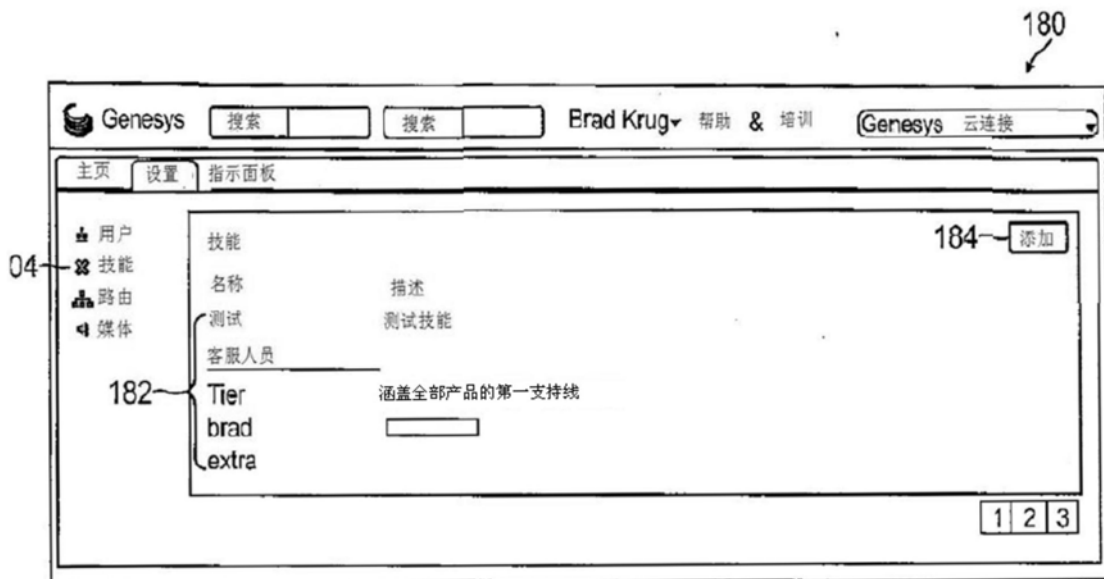 180
Genesys 搜索 搜索 Brad Krug 帮助 & 培训 Genesys 云连接
主页 设置 指示面板
用户
04 技能
路由
媒体
技能 184 添加
名称 描述
测试 测试技能
客服人员
182 Tier 涵盖全部产品的第一支持线
brad
extra
1 2 3